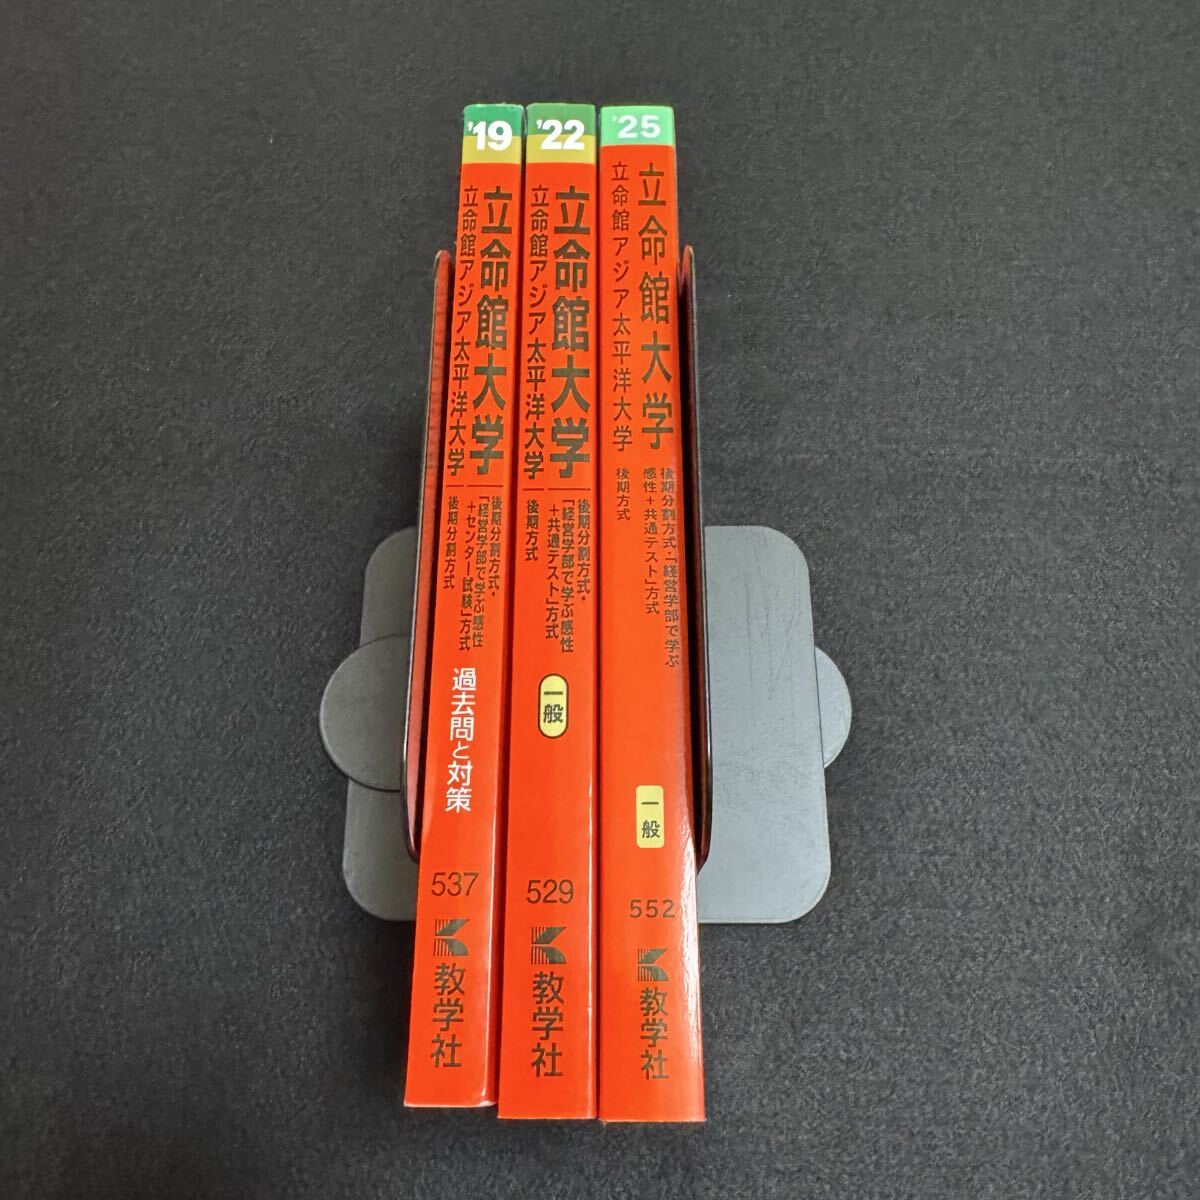 '19
立命館大学
立命館アジア太平洋大学
後期分割方式・
「経営学部で学ぶ感性
+センター試験」方式
後期分割方式
過去問と対策
537
教学社
'22
立命館大学
立命館アジア太平洋大学
後期分割方式・
「経営学部で学ぶ感性
+共通テスト」方式
後期方式
一般
529
教学社
'25
立命館大学
立命館アジア太平洋大学
後期分割方式・「経営学部で学ぶ
感性+共通テスト」方式
後期方式
一般
552
教学社